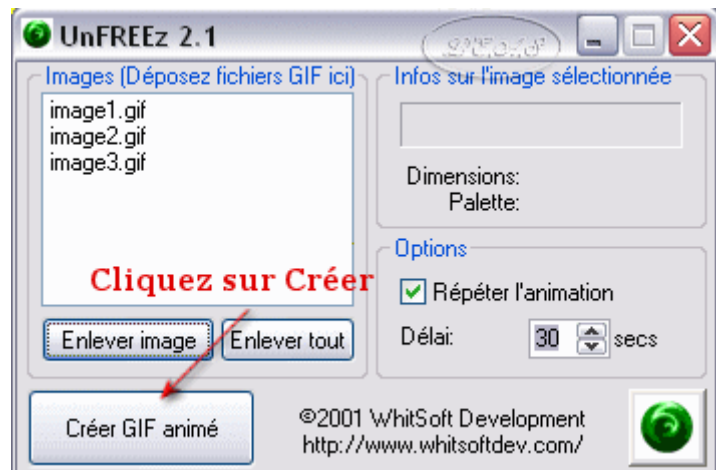 UnFREEz 2.1
Images (Déposez fichiers GIF ici)
image1.gif
image2.gif
image3.gif
Cliquez sur Créer
Enlever image
Enlever tout
Infos sur l'image sélectionnée
Dimensions:
Palette:
Options
Répéter l'animation
Délai: 30 secs
Créer GIF animé
©2001 WhitSoft Development
http://www.whitsoftdev.com/